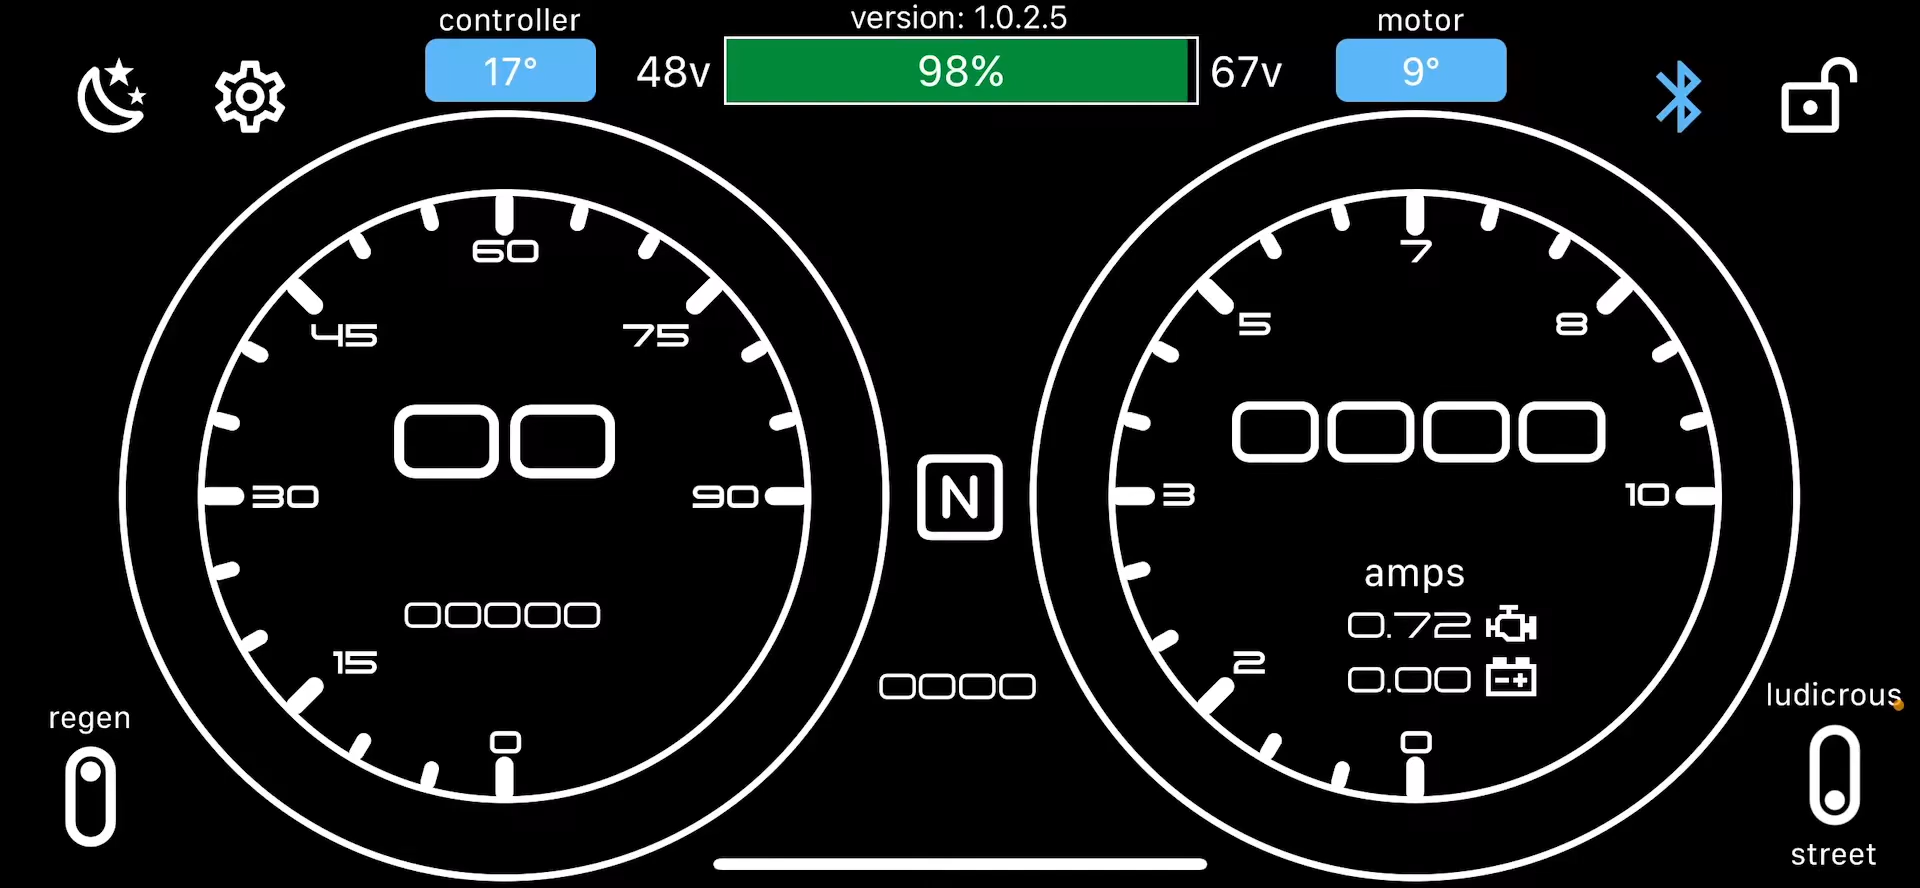 controller
version: 1.0.2.5
motor
17°
48v
98%
67v
9°
60
45
75
00
30
90
00000
15
0
N
0000
7
5
8
0000
3
10
amps
0.72
0.00
2
0
regen
ludicrous
street